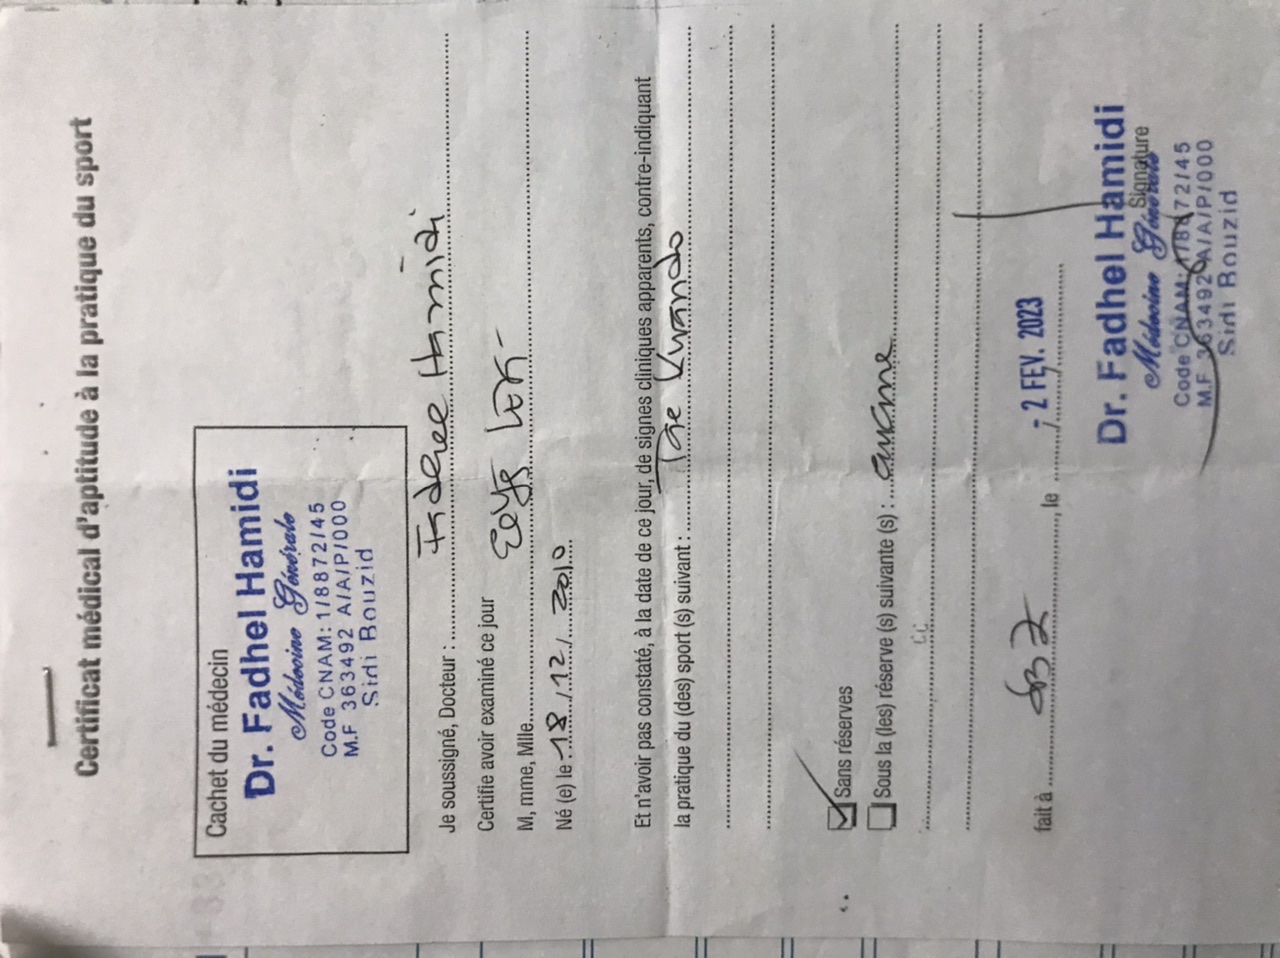 Certificat médical d'aptitude à la pratique du sport
Cachet du médecin
Dr. Fadhel Hamidi
Médecine Générale
Code CNAM: 1/8872/45
M.F 363492 A/A/P/000
Sidi Bouzid
Je soussigné, Docteur : Fadhel Hamidi
Certifie avoir examiné ce jour
M, mme, Mlle
Né (e) le 18 / 12 / 2010
Et n'avoir pas constaté, à la date de ce jour, de signes cliniques apparents, contre-indiquant
la pratique du (des) sport (s) suivant : Tae Kwando
Sans réserves
Sous la (les) réserve (s) suivante (s) : aucune
fait à SBZ, le - 2 FEV. 2023
Signature
Dr. Fadhel Hamidi
Médecine Générale
Code CNAM: 1/8872/45
M.F 363492 A/A/P/000
Sidi Bouzid